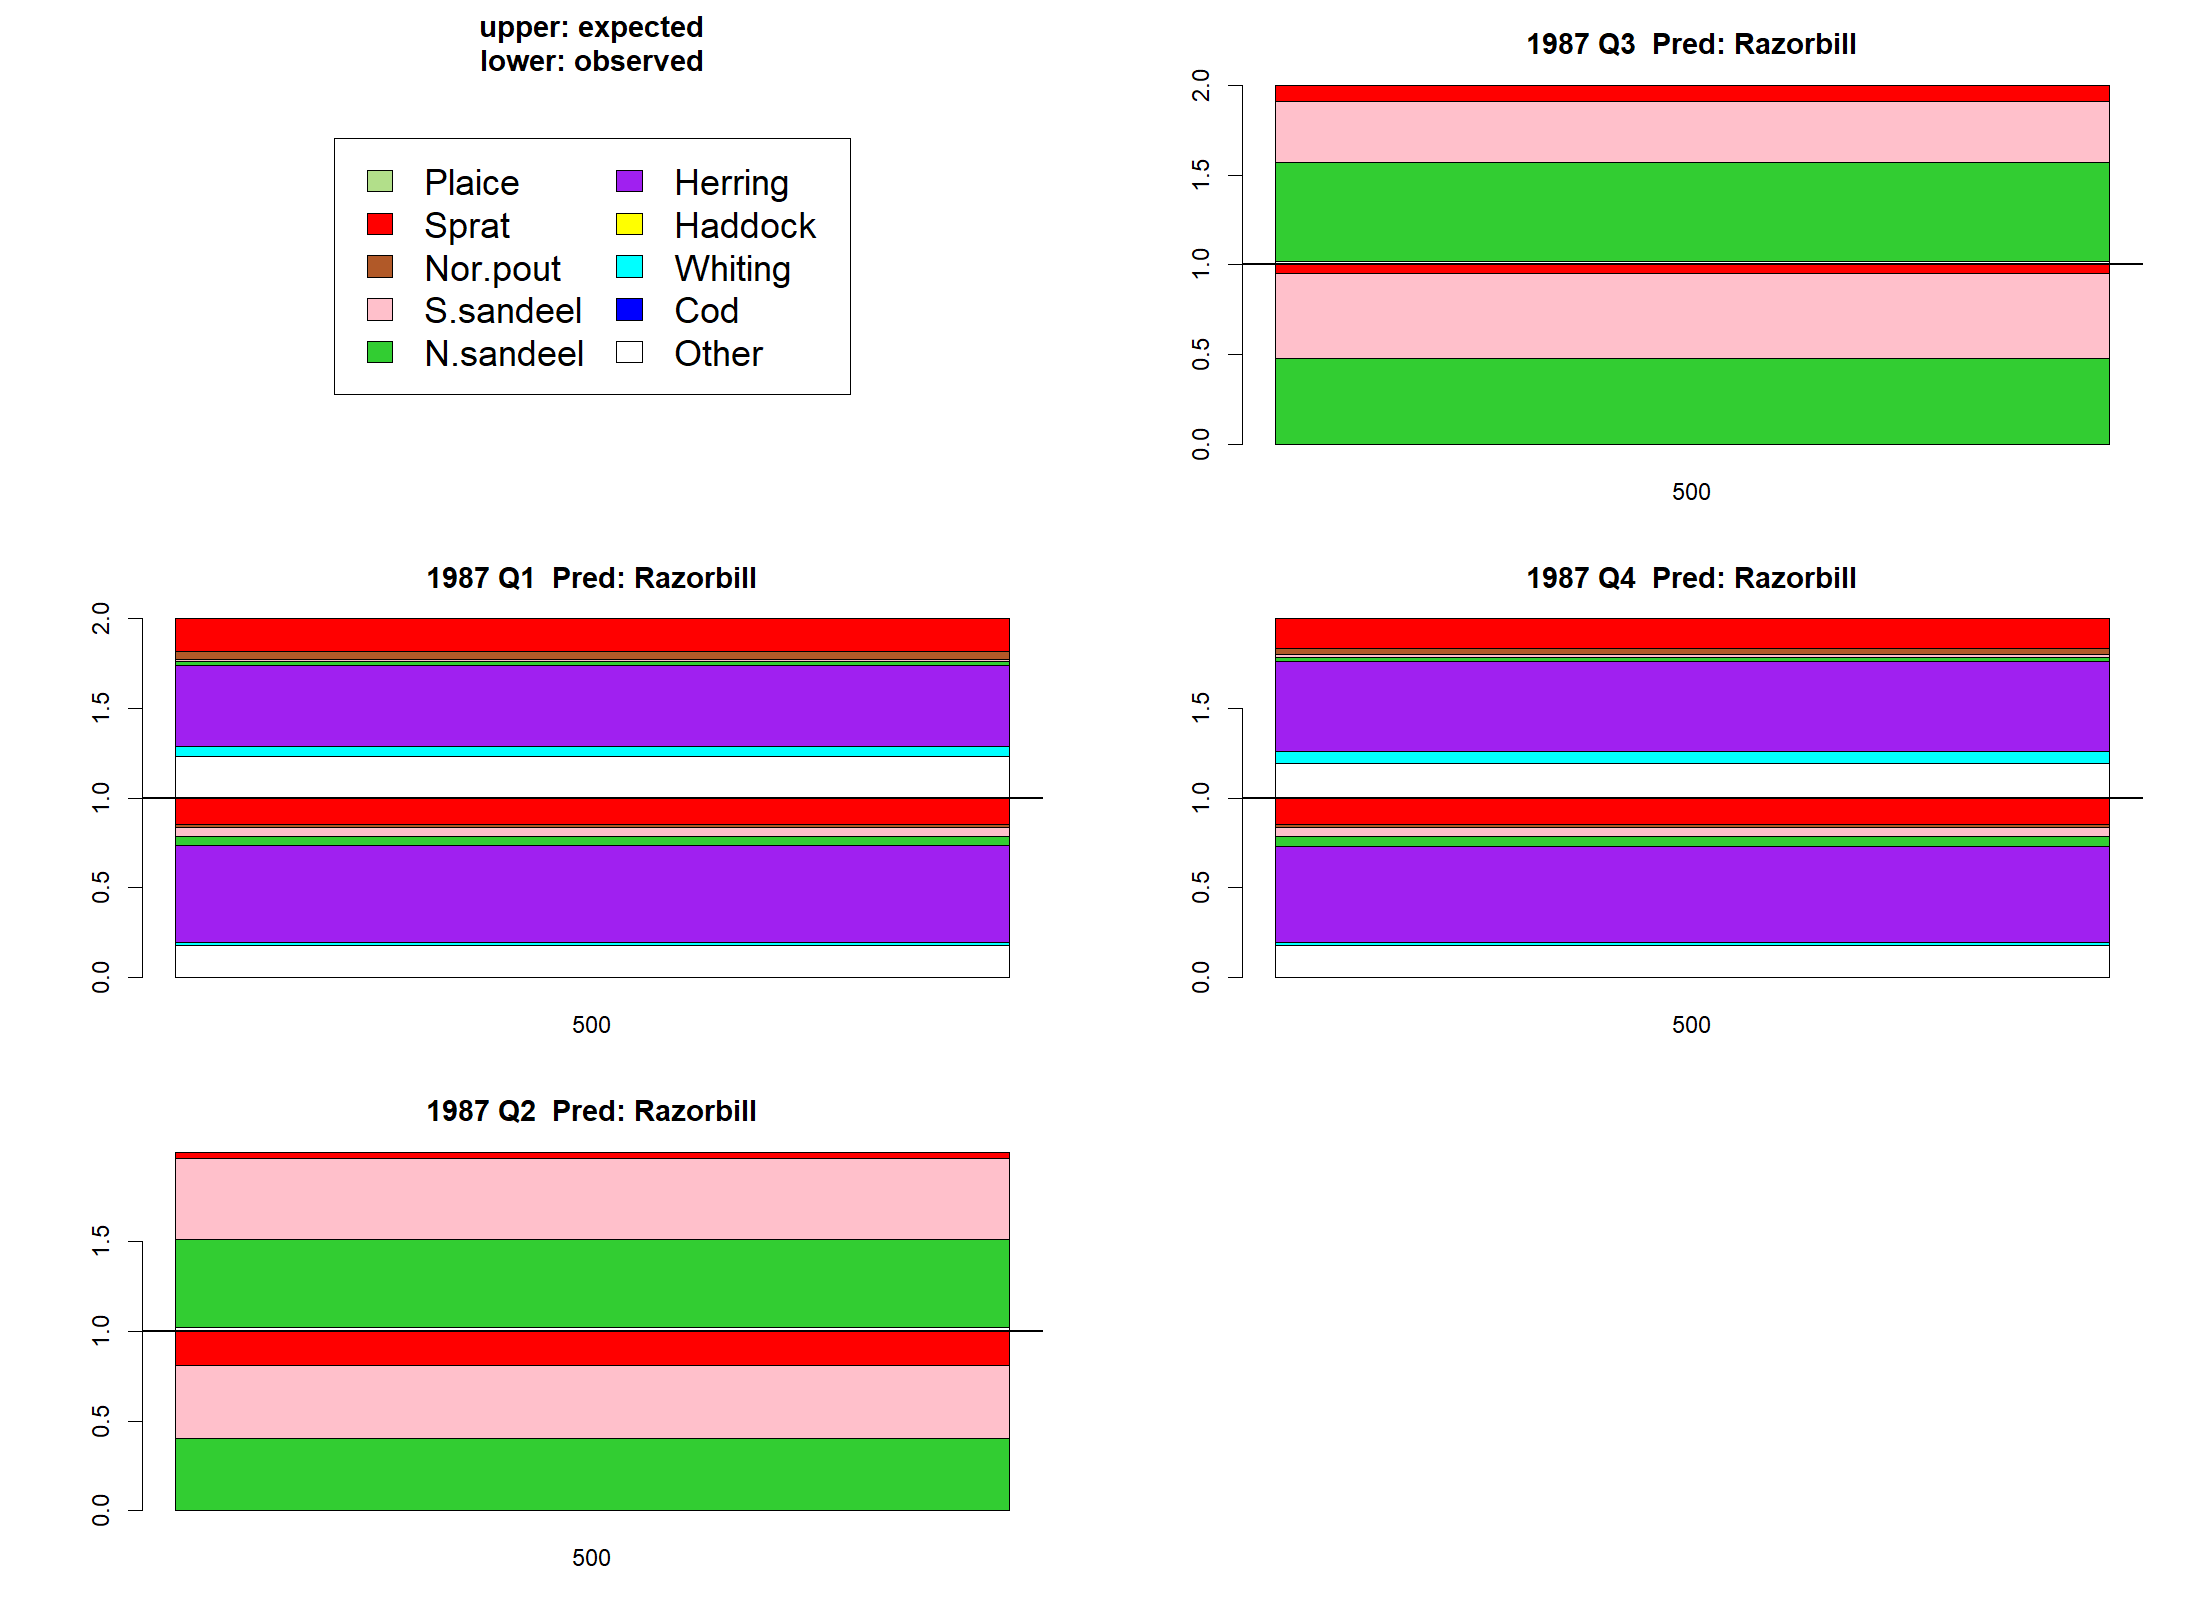 upper: expected
lower: observed
Plaice
Sprat
Nor.pout
S.sandeel
N.sandeel
Herring
Haddock
Whiting
Cod
Other
1987 Q3  Pred: Razorbill
2.0
1.5
1.0
0.5
0.0
500
1987 Q1  Pred: Razorbill
2.0
1.5
1.0
0.5
0.0
500
1987 Q4  Pred: Razorbill
1.5
1.0
0.5
0.0
500
1987 Q2  Pred: Razorbill
1.5
1.0
0.5
0.0
500